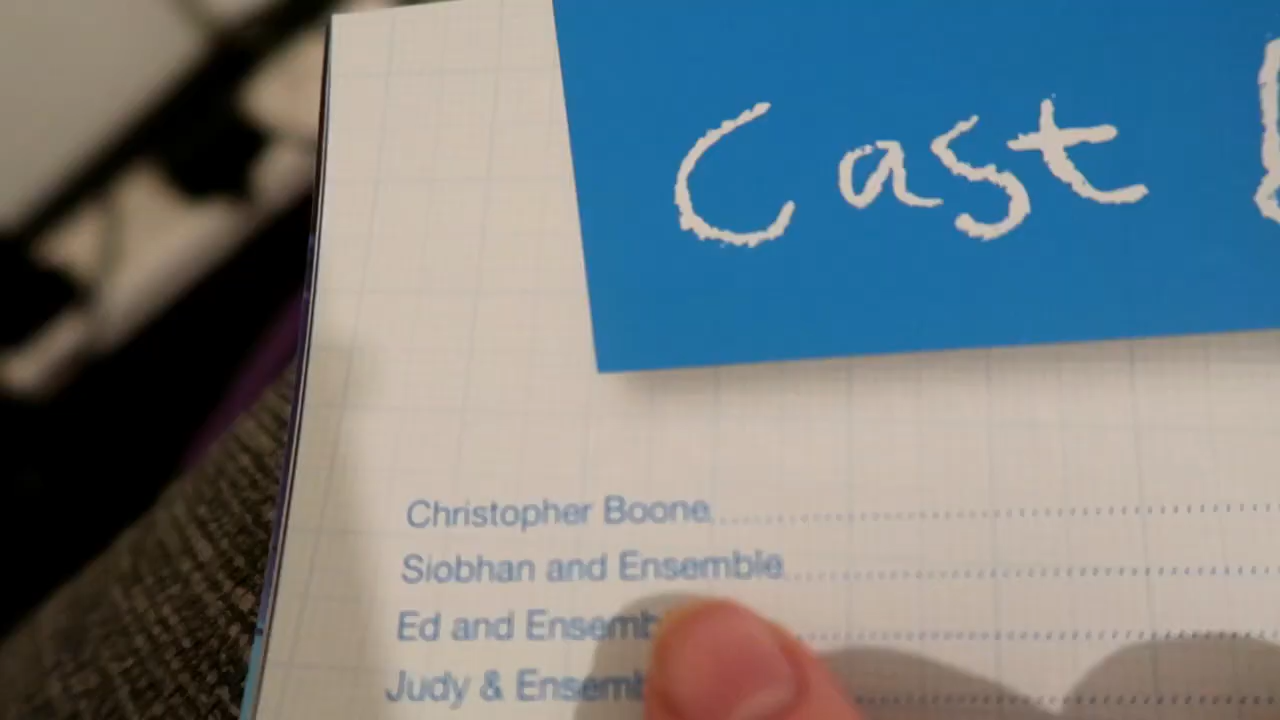 Cast
Christopher Boone
Siobhan and Ensemble
Ed and
Judy &